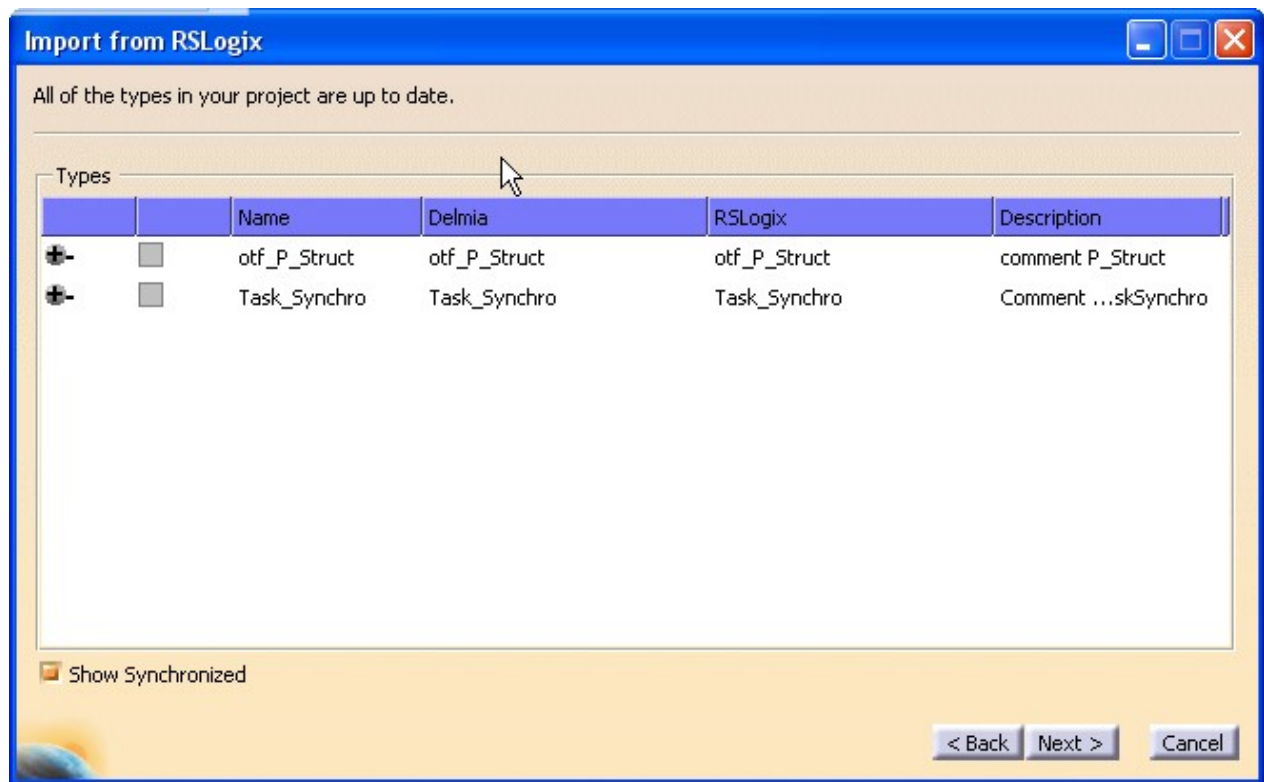 Import from RSLogix
All of the types in your project are up to date.
Types
Name Delmia RSLogix Description
otf_P_Struct otf_P_Struct otf_P_Struct comment P_Struct
Task_Synchro Task_Synchro Task_Synchro Comment ...skSynchro
Show Synchronized
< Back Next > Cancel